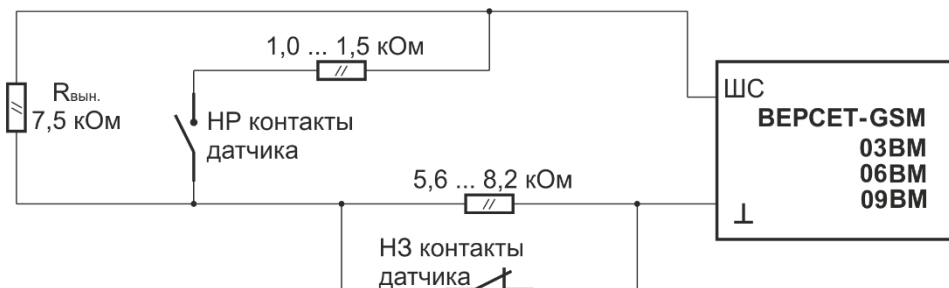 1,0 ... 1,5 кОм
Rвын.
7,5 кОм
НР контакты
датчика
5,6 ... 8,2 кОм
НЗ контакты
датчика
ШС
ВЕРСЕТ-GSM
03ВМ
06ВМ
09ВМ